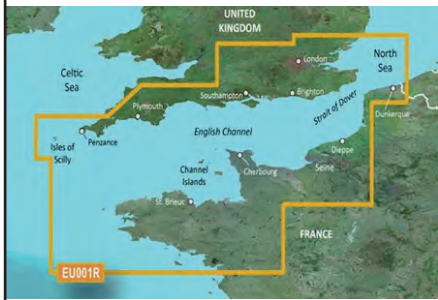 UNITED
KINGDOM
North
Sea
London
Celtic
Sea
Southampton
Brighton
Strait of Dover
Plymouth
Dunkerque
English Channel
Isles of
Scilly
Penzance
Dieppe
Channel
Islands
Cherbourg
Seine
St. Brieuc
FRANCE
EU001R